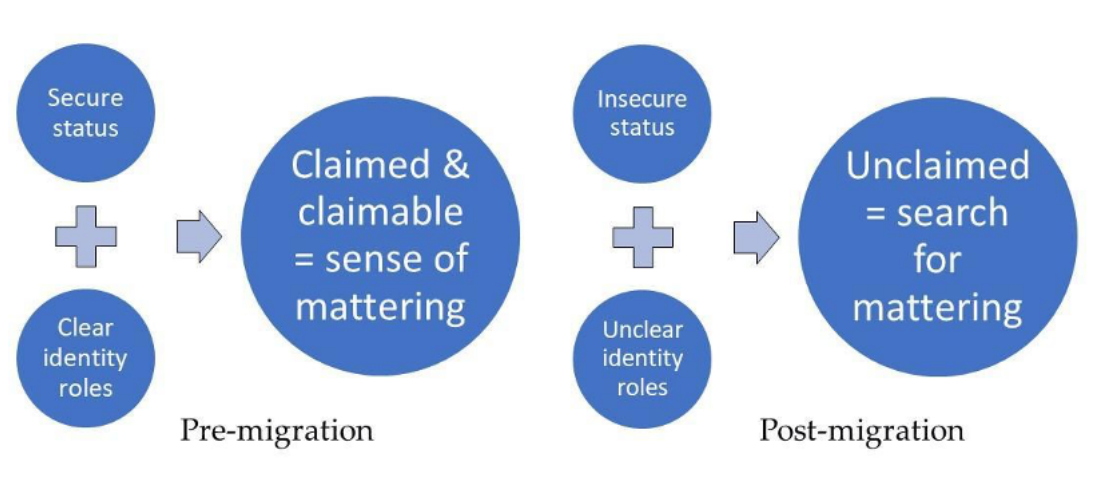 Secure
status
Clear
identity
roles
Claimed &
claimable
= sense of
mattering
Pre-migration
Insecure
status
Unclear
identity
roles
Unclaimed
= search
for
mattering
Post-migration